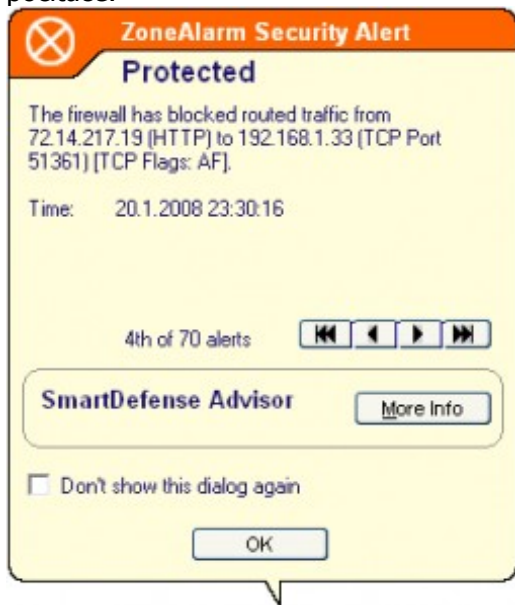 ZoneAlarm Security Alert
Protected
The firewall has blocked routed traffic from
72.14.217.19 (HTTP) to 192.168.1.33 (TCP Port
51361) [TCP Flags: AF].
Time: 20.1.2008 23:30:16
4th of 70 alerts
SmartDefense Advisor
More Info
Don't show this dialog again
OK